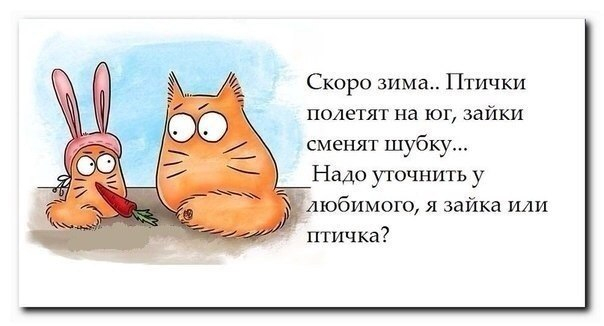 Скоро зима.. Птички
полетят на юг, зайки
сменят шубку...
Надо уточнить у
любимого, я зайка или
птичка?